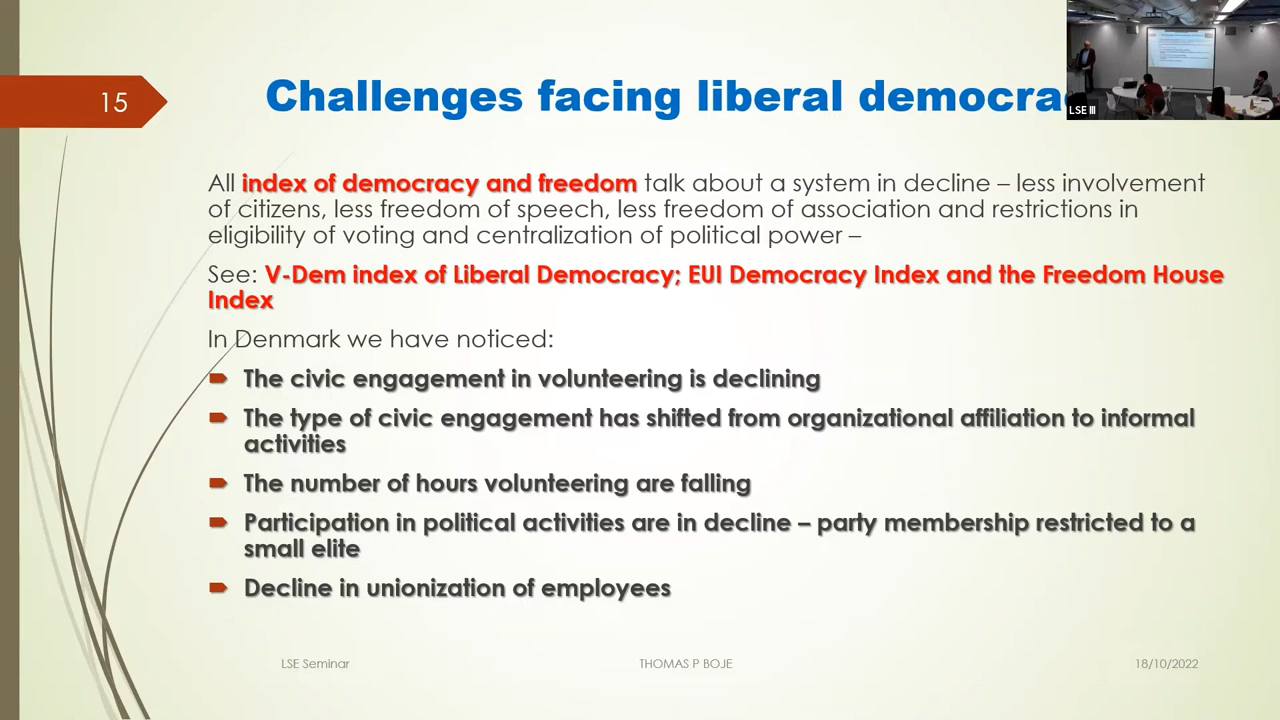 15
Challenges facing liberal democra
LSE III
All index of democracy and freedom talk about a system in decline – less involvement
of citizens, less freedom of speech, less freedom of association and restrictions in
eligibility of voting and centralization of political power –
See: V-Dem index of Liberal Democracy; EUI Democracy Index and the Freedom House
Index
In Denmark we have noticed:
The civic engagement in volunteering is declining
The type of civic engagement has shifted from organizational affiliation to informal
activities
The number of hours volunteering are falling
Participation in political activities are in decline – party membership restricted to a
small elite
Decline in unionization of employees
LSE Seminar
THOMAS P BOJE
18/10/2022